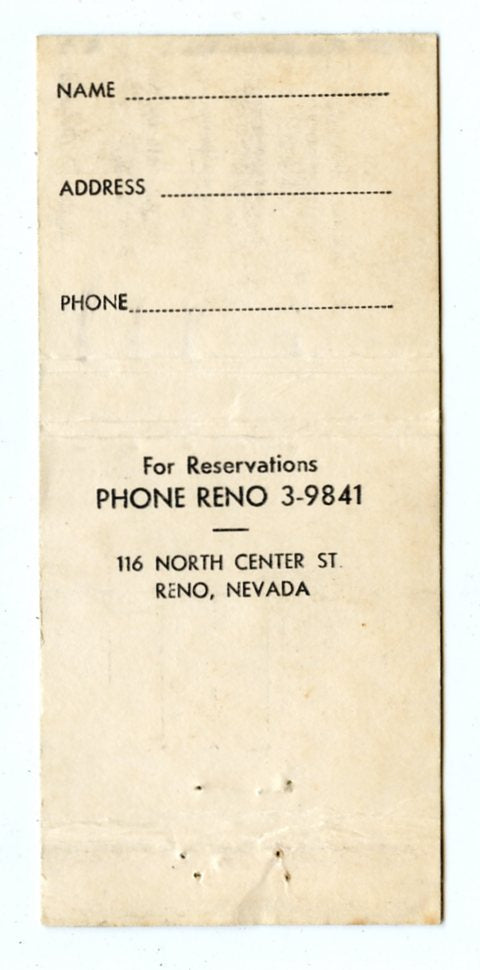 NAME
ADDRESS
PHONE
For Reservations
PHONE RENO 3-9841
116 NORTH CENTER ST.
RENO, NEVADA